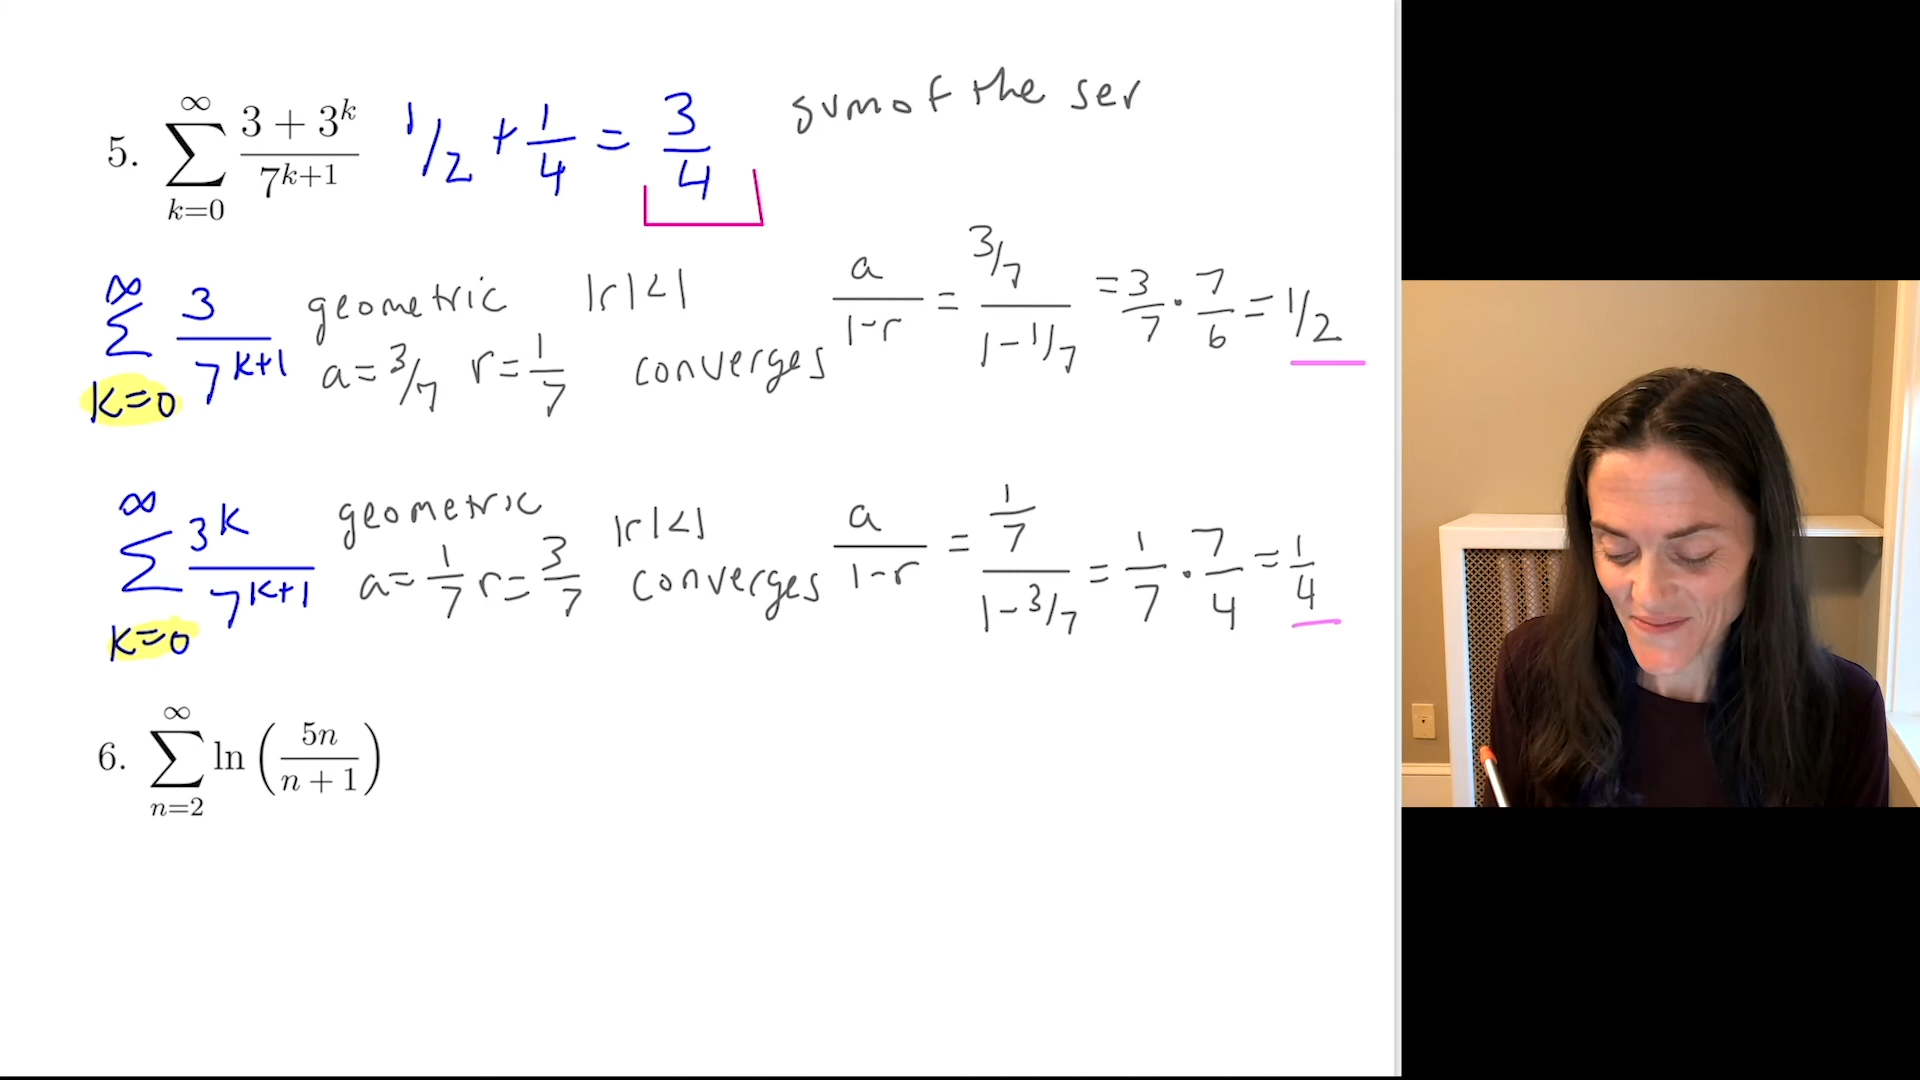 5. ∑_{k=0}^{∞} (3 + 3^k)/(7^{k+1}) 1/2 + 1/4 = 3/4 sum of the ser
∑_{k=0}^{∞} 3/(7^{k+1}) geometric |r|<1 a/(1-r) = (3/7)/(1-1/7) = 3/7 · 7/6 = 1/2
a=3/7 r=1/7 converges
∑_{k=0}^{∞} 3^k/(7^{k+1}) geometric |r|<1 a/(1-r) = (1/7)/(1-3/7) = 1/7 · 7/4 = 1/4
a=1/7 r=3/7 converges
6. ∑_{n=2}^{∞} ln (5n/(n + 1))